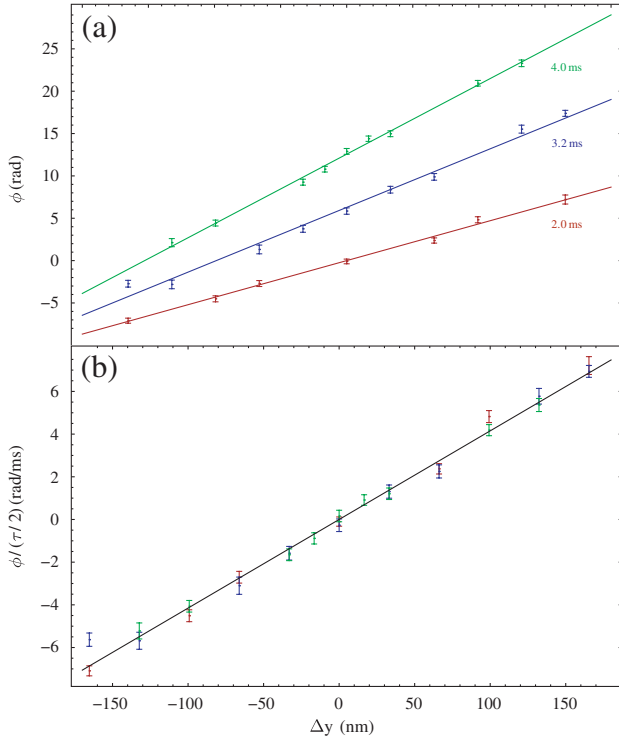 (a)
25
20
15
10
5
0
−5
ϕ (rad)
4.0 ms
3.2 ms
2.0 ms
(b)
6
4
2
0
−2
−4
−6
ϕ / (τ / 2) (rad/ms)
−150 −100 −50 0 50 100 150
Δy (nm)